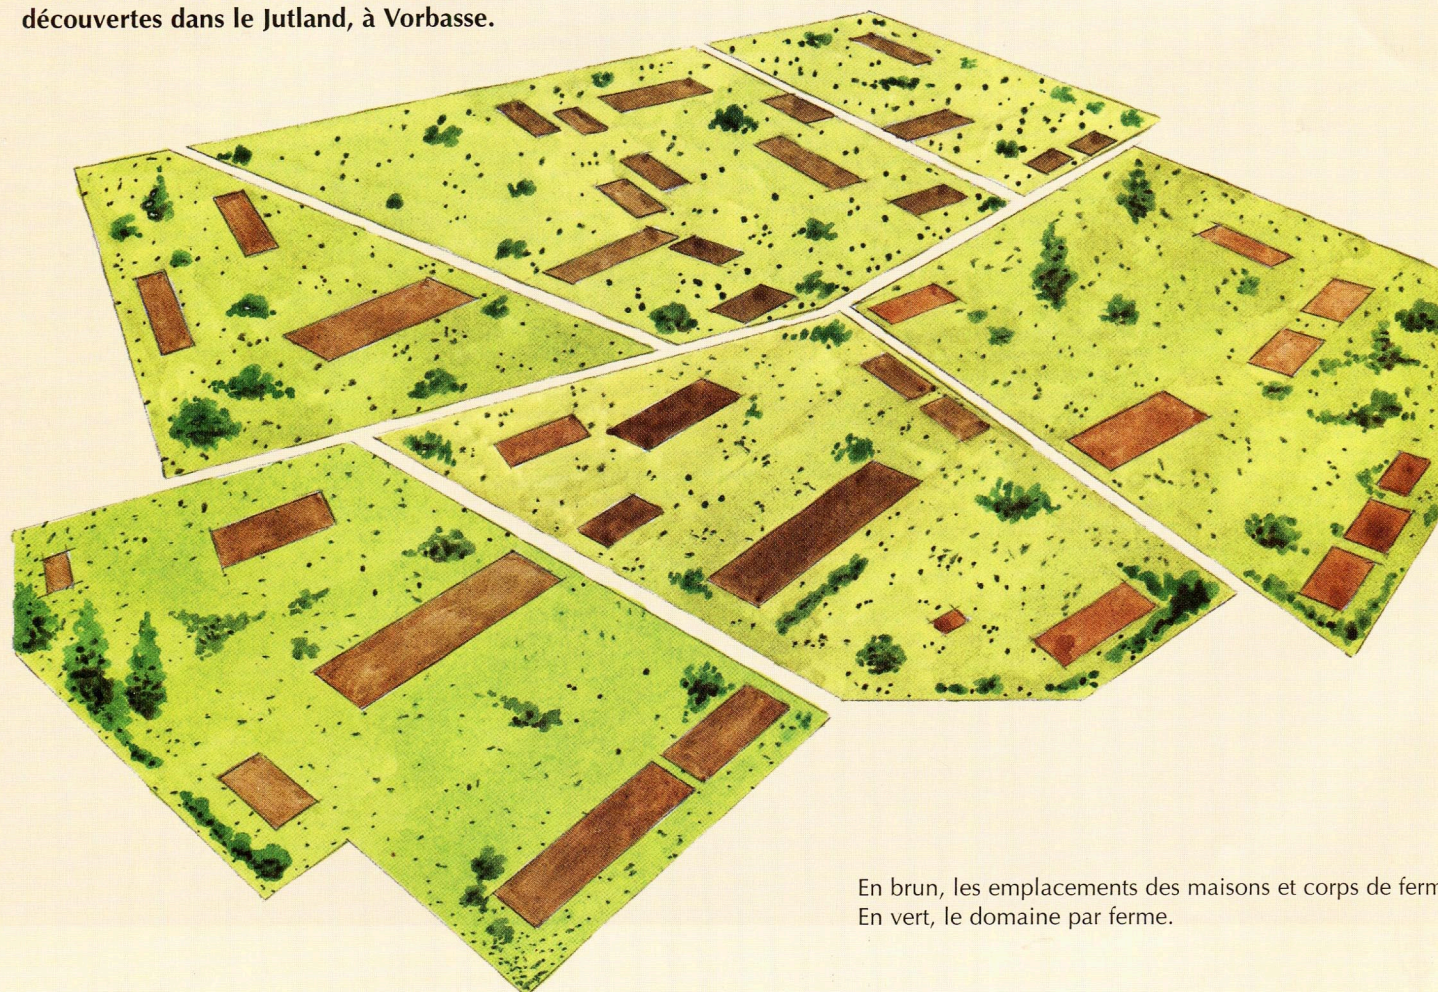 découvertes dans le Jutland, à Vorbasse.
En brun, les emplacements des maisons et corps de
En vert, le domaine par ferme.